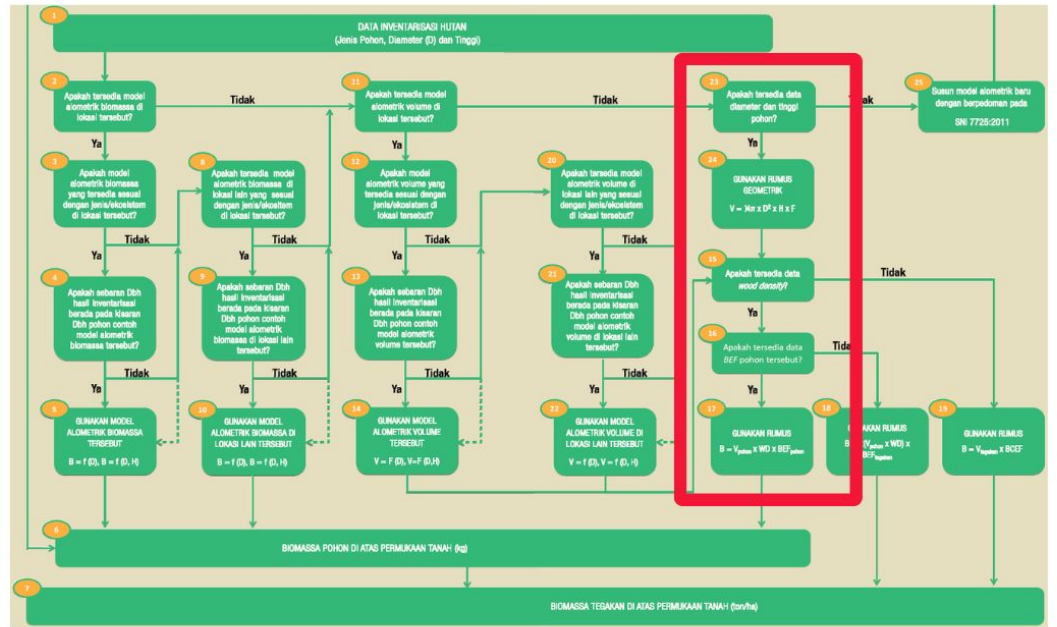 1
DATA INVENTARISASI HUTAN
(Jenis Pohon, Diameter (D) dan Tinggi)
2
Apakah tersedia model
alometrik biomassa di
lokasi tersebut?
Tidak
Ya
3
Apakah model
alometrik biomassa
yang tersedia sesuai
dengan jenis/ekosistem
di lokasi tersebut?
Tidak
Ya
4
Apakah sebaran Dbh
hasil inventarisasi
berada pada kisaran
Dbh pohon contoh
model alometrik
biomassa tersebut?
Tidak
Ya
5
GUNAKAN MODEL
ALOMETRIK BIOMASSA
TERSEBUT
B = f (D), B = f (D, H)
8
Apakah tersedia model
alometrik biomassa di
lokasi lain yang sesuai
dengan jenis/ekosistem
di lokasi tersebut?
Tidak
Ya
9
Apakah sebaran Dbh
hasil inventarisasi
berada pada kisaran
Dbh pohon contoh
model alometrik
biomassa di lokasi lain
tersebut?
Tidak
Ya
10
GUNAKAN MODEL
ALOMETRIK BIOMASSA DI
LOKASI LAIN TERSEBUT
B = f (D), B = f (D, H)
11
Apakah tersedia model
alometrik volume di
lokasi tersebut?
Tidak
Ya
12
Apakah model
alometrik volume yang
tersedia sesuai dengan
jenis/ekosistem di
lokasi tersebut?
Tidak
Ya
13
Apakah sebaran Dbh
hasil inventarisasi
berada pada kisaran
Dbh pohon contoh
model alometrik
volume tersebut?
Tidak
Ya
14
GUNAKAN MODEL
ALOMETRIK VOLUME
TERSEBUT
V = F (D), V=F (D,H)
20
Apakah tersedia model
alometrik volume di
lokasi lain yang sesuai
dengan jenis/ekosistem
di lokasi tersebut?
Tidak
Ya
21
Apakah sebaran Dbh
hasil inventarisasi
berada pada kisaran
Dbh pohon contoh
model alometrik
volume di lokasi lain
tersebut?
Tidak
Ya
22
GUNAKAN MODEL
ALOMETRIK VOLUME DI
LOKASI LAIN TERSEBUT
V = f (D), V = f (D, H)
23
Apakah tersedia data
diameter dan tinggi
pohon?
Ya
24
GUNAKAN RUMUS
GEOMETRIK
V = ¼π x D² x H x F
15
Apakah tersedia data
wood density?
Tidak
Ya
16
Apakah tersedia data
BEF pohon tersebut?
Ya
17
GUNAKAN RUMUS
B = Vpohon x WD x BEFpohon
18
19
GUNAKAN RUMUS
B = Vtegakan x BCEF
25
Susun model alometrik baru
dengan berpedoman pada
SNI 7725:2011
6
BIOMASSA POHON DI ATAS PERMUKAAN TANAH (kg)
7
BIOMASSA TEGAKAN DI ATAS PERMUKAAN TANAH (ton/ha)